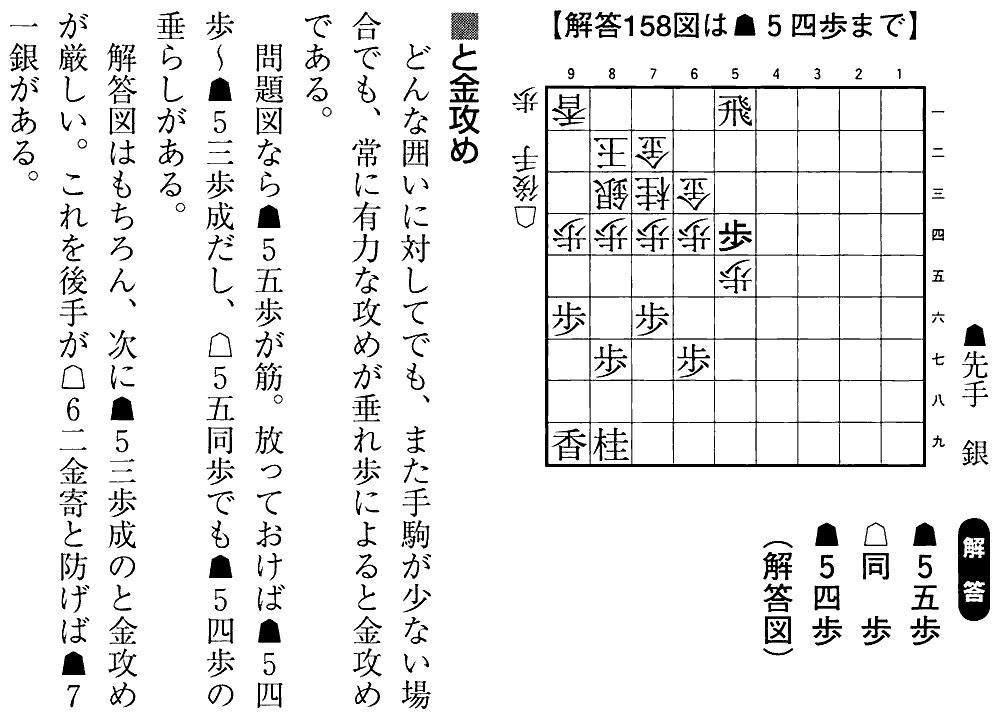 【解答158図は☗５四歩まで】
9 8 7 6 5 4 3 2 1
香 飛 一
王 金 二
銀 桂 金 三
歩 歩 歩 歩 歩 四
歩 五
歩 歩 六
歩 歩 七
八
香 桂 九
☗先手 銀
☖後手 歩
解答
☗５五歩
☖同 歩
☗５四歩
（解答図）
■と金攻め
どんな囲いに対してでも、また手駒が少ない場
合でも、常に有力な攻めが垂れ歩によると金攻め
である。
問題図なら☗５五歩が筋。放っておけば☗５四
歩～☗５三歩成だし、☖５五同歩でも☗５四歩の
垂らしがある。
解答図はもちろん、次に☗５三歩成のと金攻め
が厳しい。これを後手が☖６二金寄と防げば☗７
一銀がある。